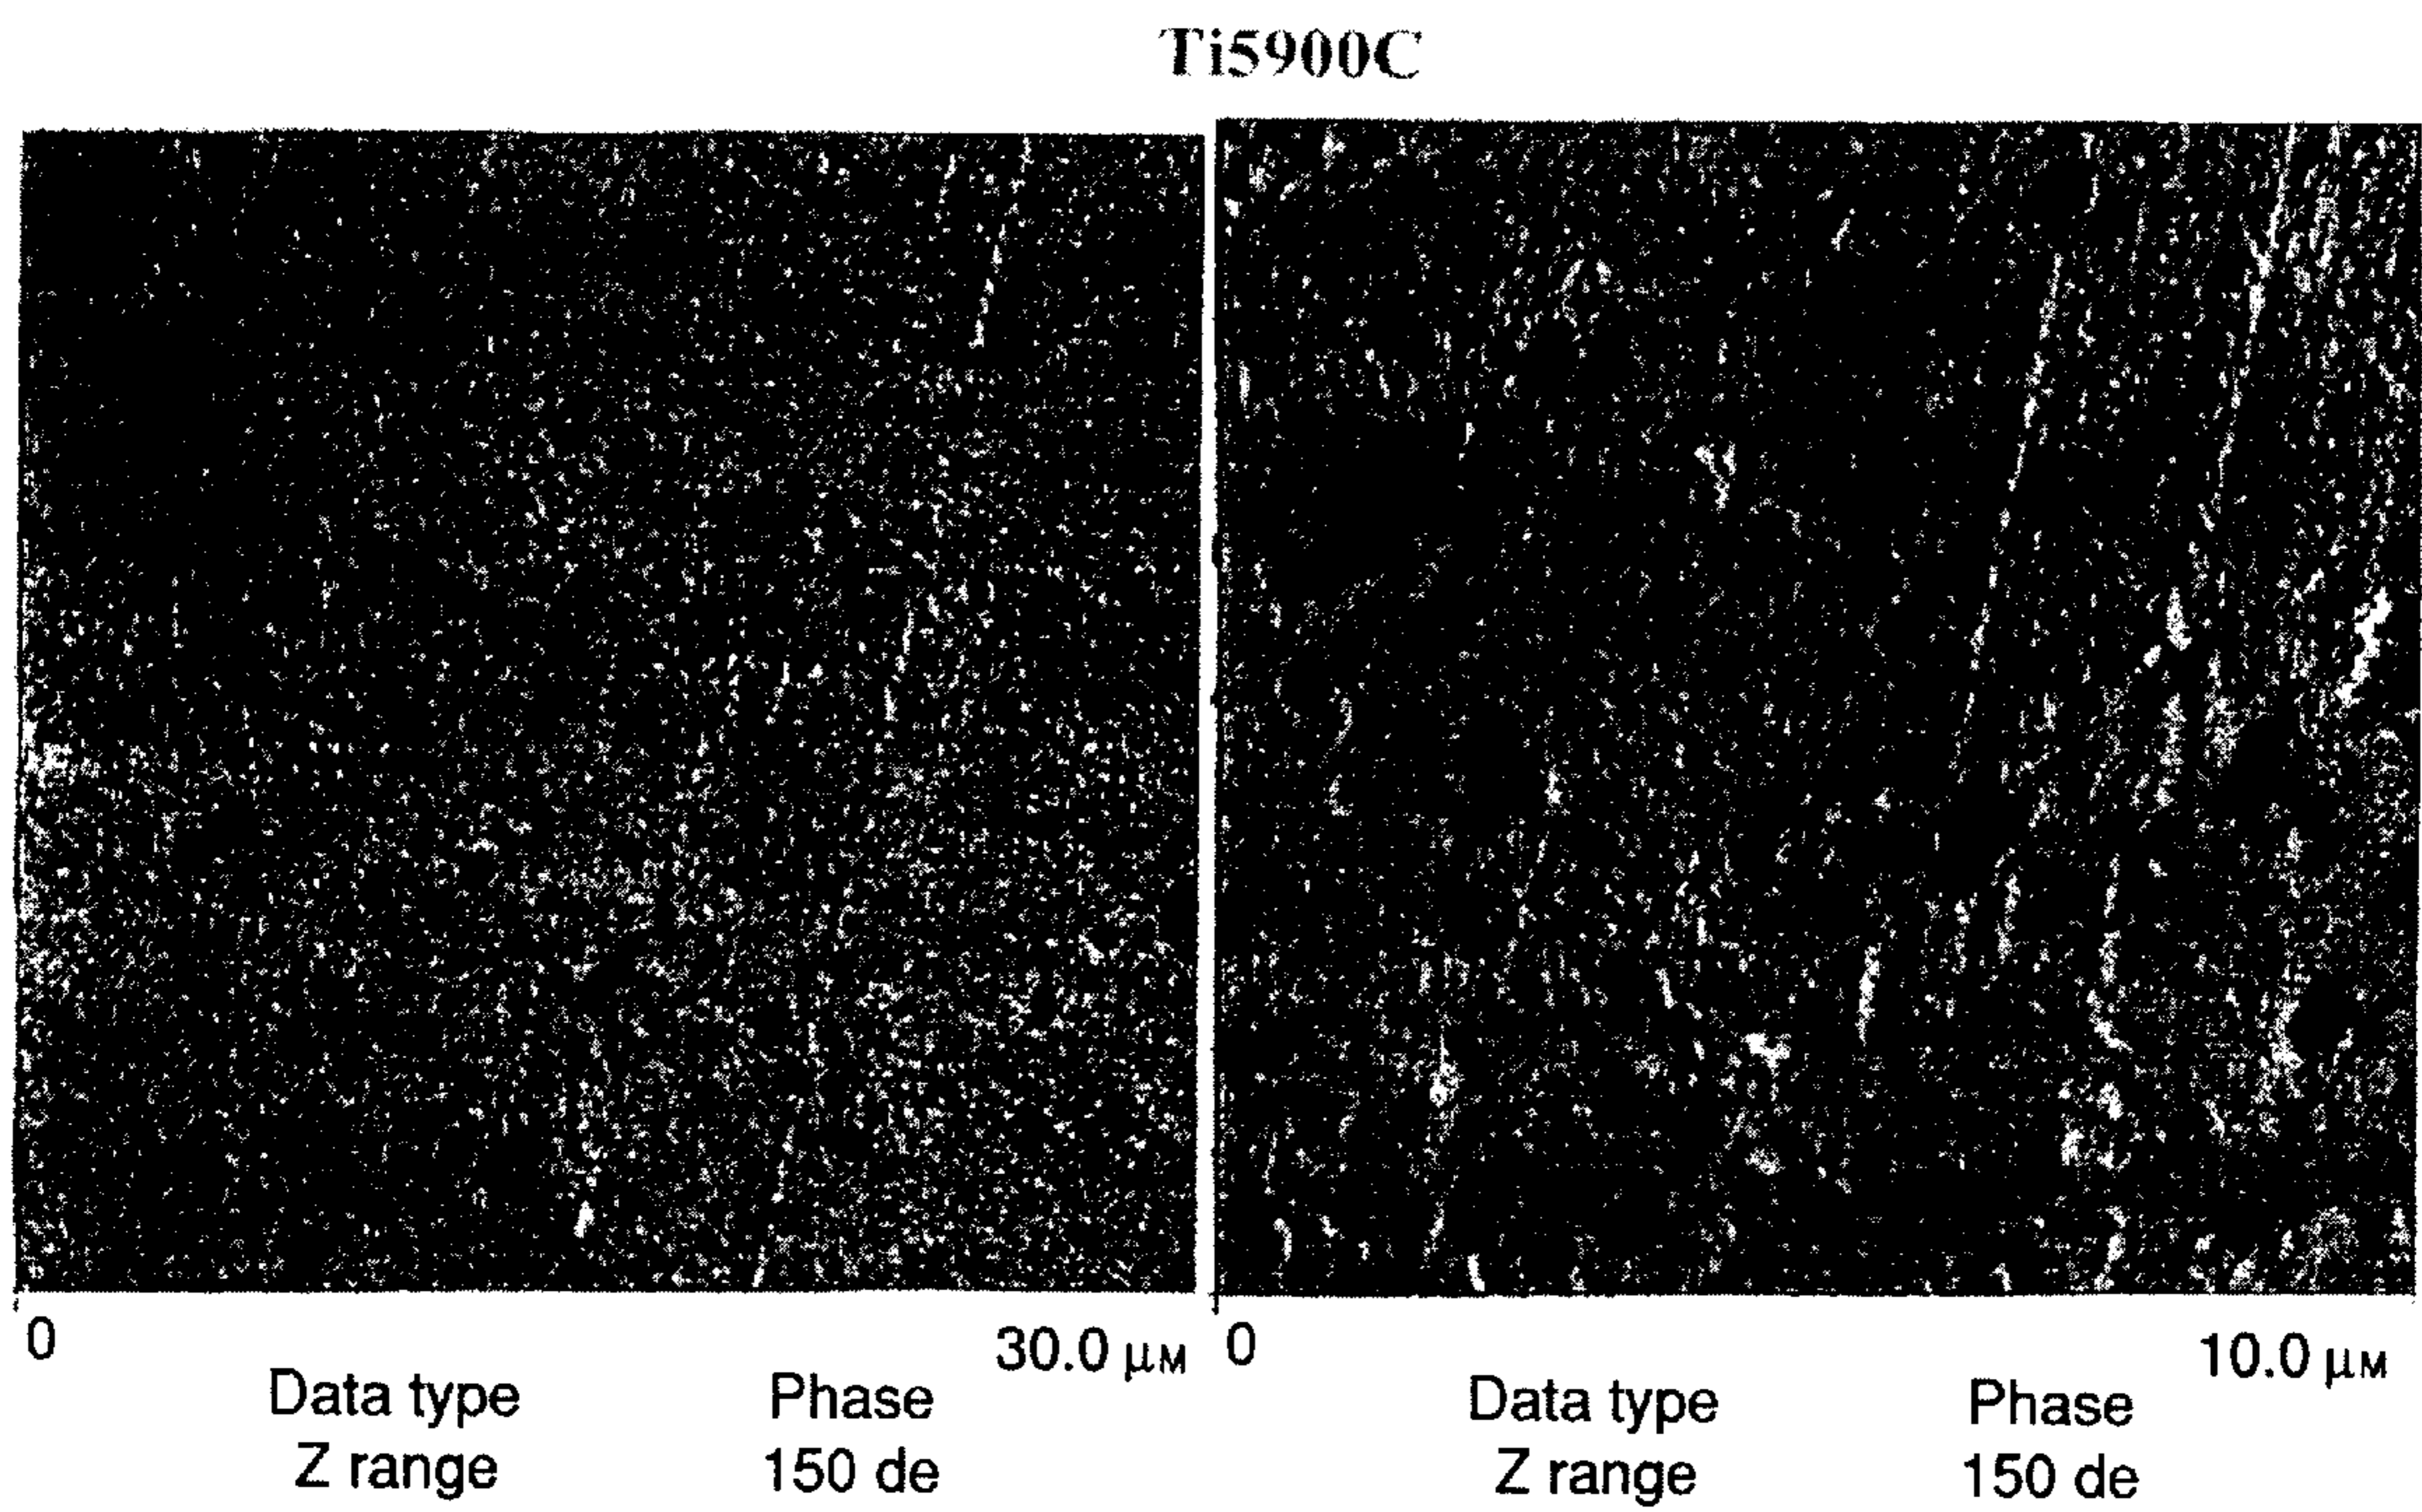 Ti5900C
0 30.0 μM 0 10.0 μM
Data type Phase Data type Phase
Z range 150 de Z range 150 de